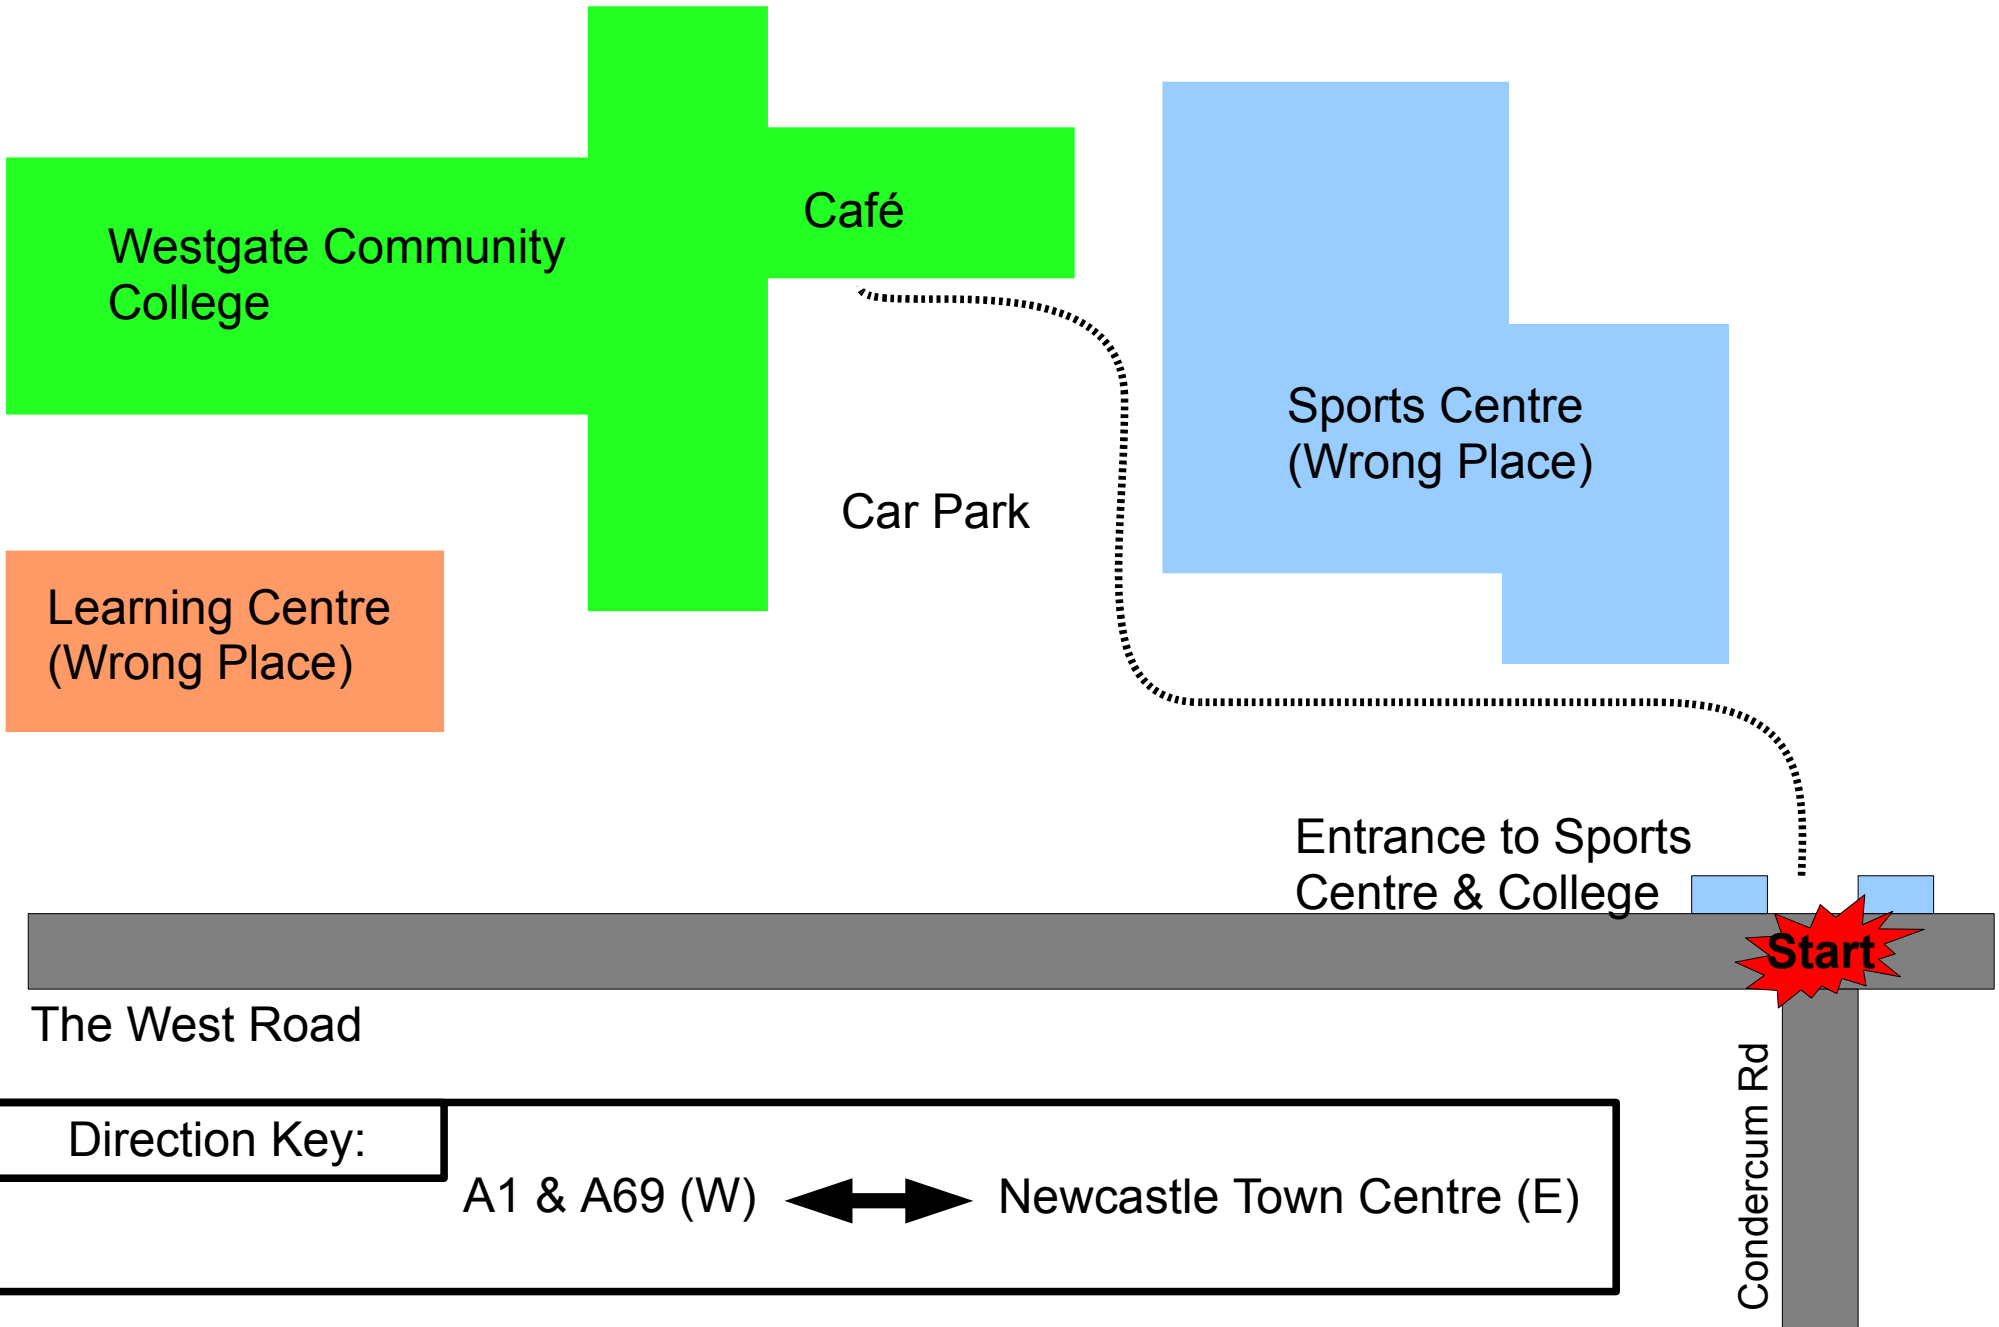 Café
Westgate Community
College
Sports Centre
(Wrong Place)
Car Park
Learning Centre
(Wrong Place)
Entrance to Sports
Centre & College
Start
The West Road
Condercum Rd
Direction Key:
A1 & A69 (W)
Newcastle Town Centre (E)